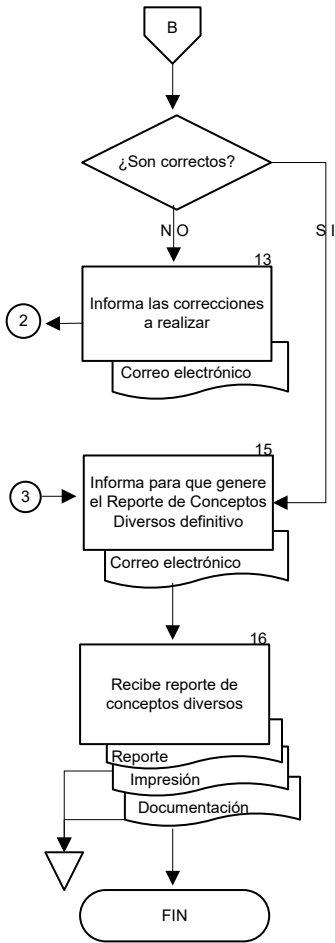 B
¿Son correctos?
NO
SI
13
Informa las correcciones
a realizar
2
Correo electrónico
15
Informa para que genere
el Reporte de Conceptos
Diversos definitivo
3
Correo electrónico
16
Recibe reporte de
conceptos diversos
Reporte
Impresión
Documentación
FIN